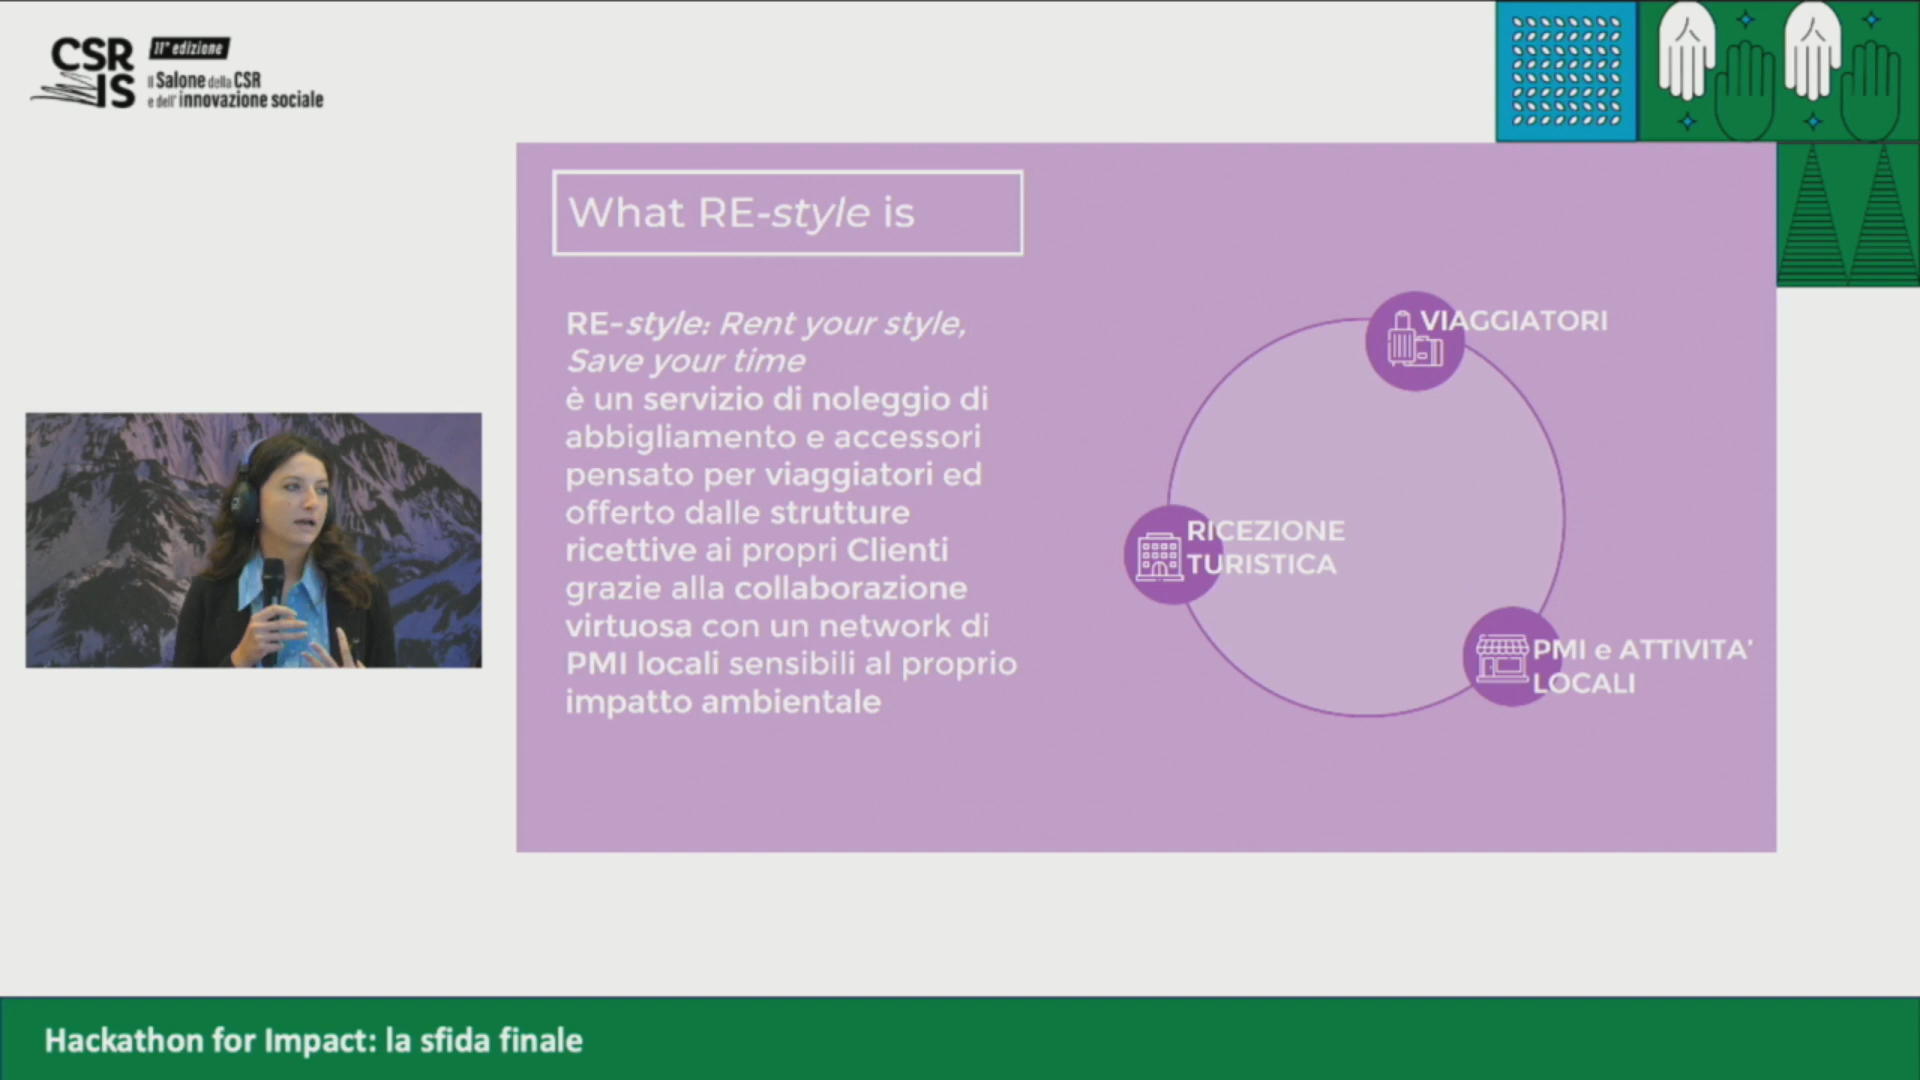 CSR
IS
11° edizione
Il Salone della CSR
e dell'innovazione sociale
What RE-style is
RE-style: Rent your style,
Save your time
è un servizio di noleggio di
abbigliamento e accessori
pensato per viaggiatori ed
offerto dalle strutture
ricettive ai propri Clienti
grazie alla collaborazione
virtuosa con un network di
PMI locali sensibili al proprio
impatto ambientale
VIAGGIATORI
RICEZIONE
TURISTICA
PMI e ATTIVITA'
LOCALI
Hackathon for Impact: la sfida finale